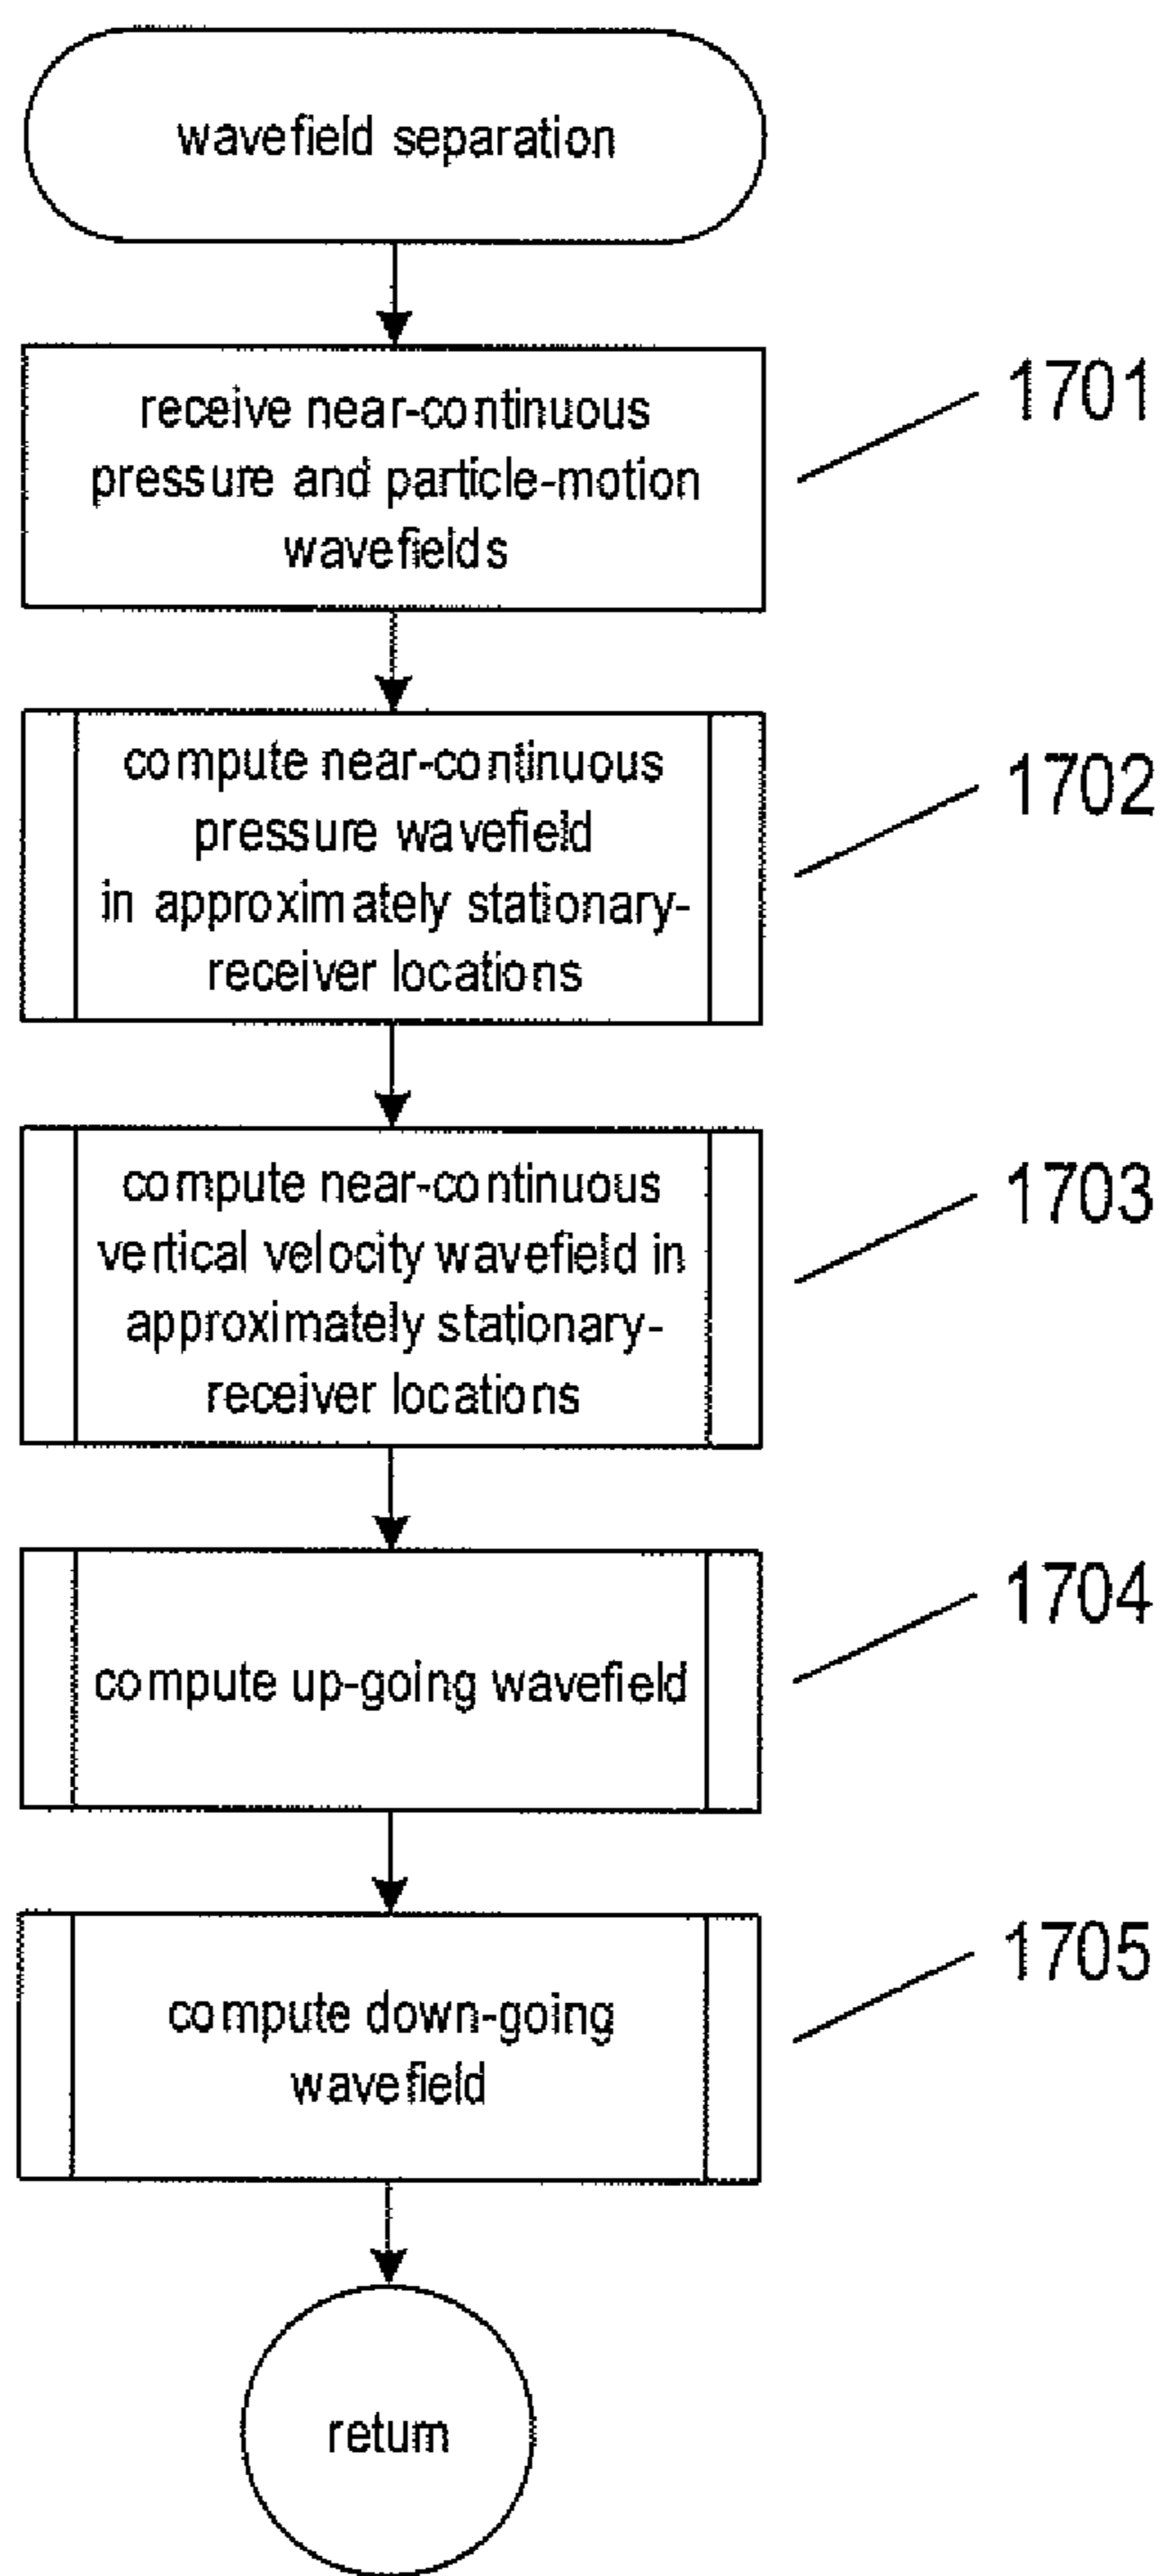 wavefield separation
receive near-continuous
pressure and particle-motion
wavefields
1701
compute near-continuous
pressure wavefield
in approximately stationary-
receiver locations
1702
compute near-continuous
vertical velocity wavefield in
approximately stationary-
receiver locations
1703
compute up-going wavefield
1704
compute down-going
wavefield
1705
return